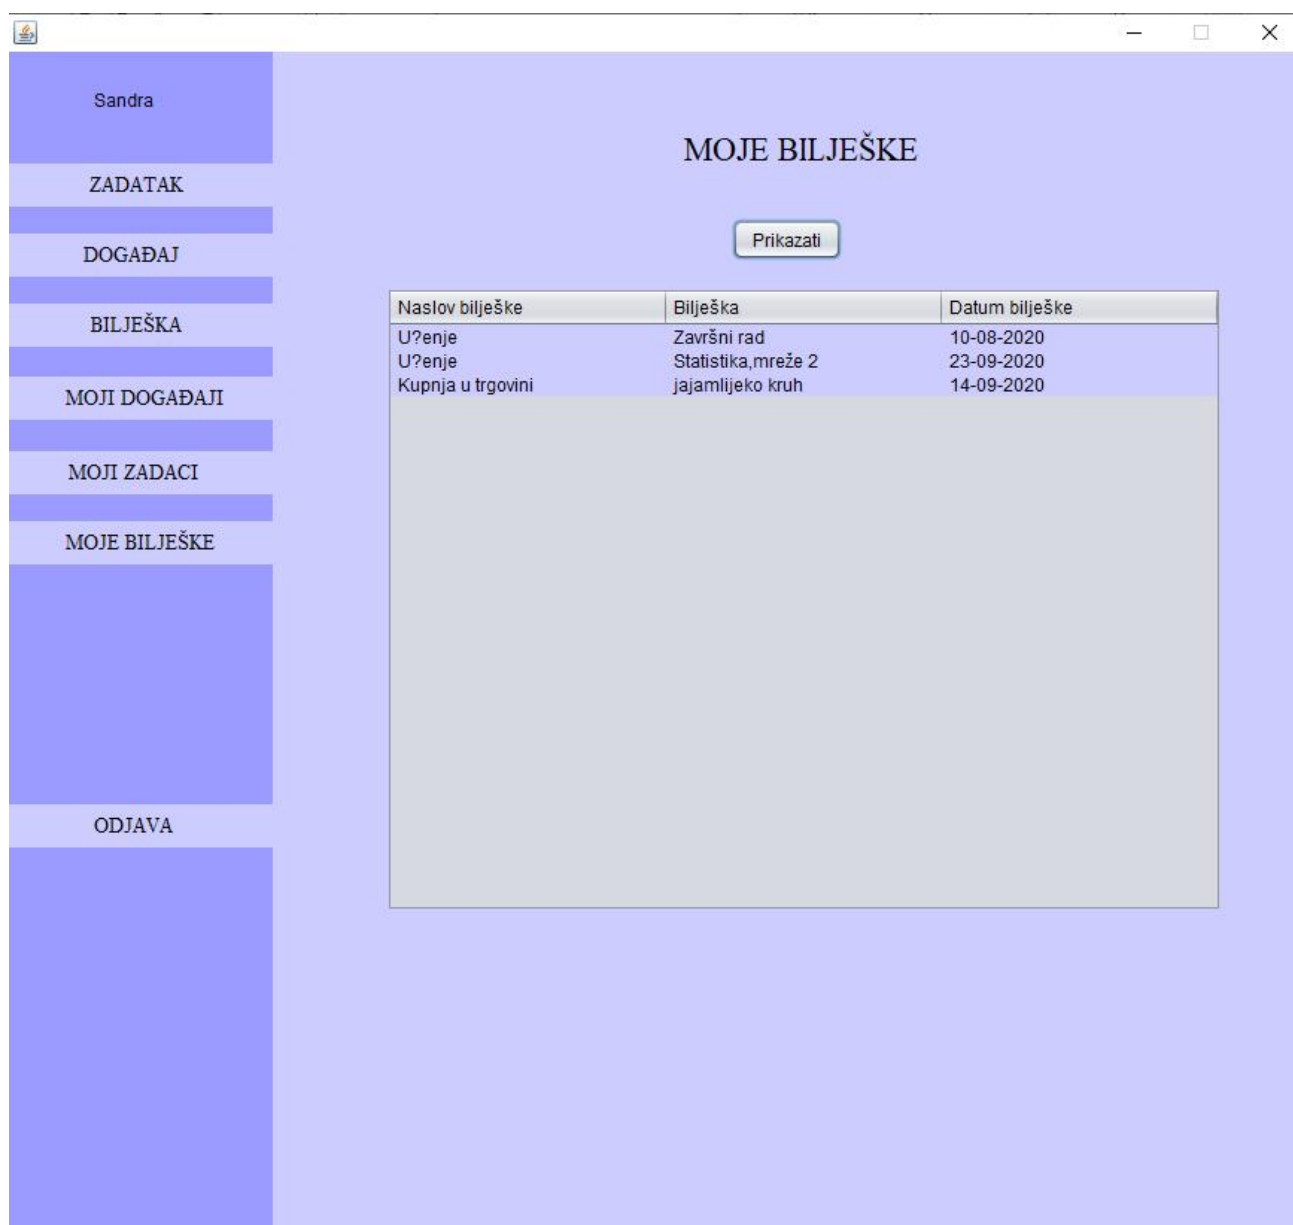 Sandra
ZADATAK
DOGAĐAJ
BILJEŠKA
MOJI DOGAĐAJI
MOJI ZADACI
MOJE BILJEŠKE
ODJAVA
MOJE BILJEŠKE
Prikazati
Naslov bilješke Bilješka Datum bilješke
U?enje Završni rad 10-08-2020
U?enje Statistika,mreže 2 23-09-2020
Kupnja u trgovini jajamlijeko kruh 14-09-2020